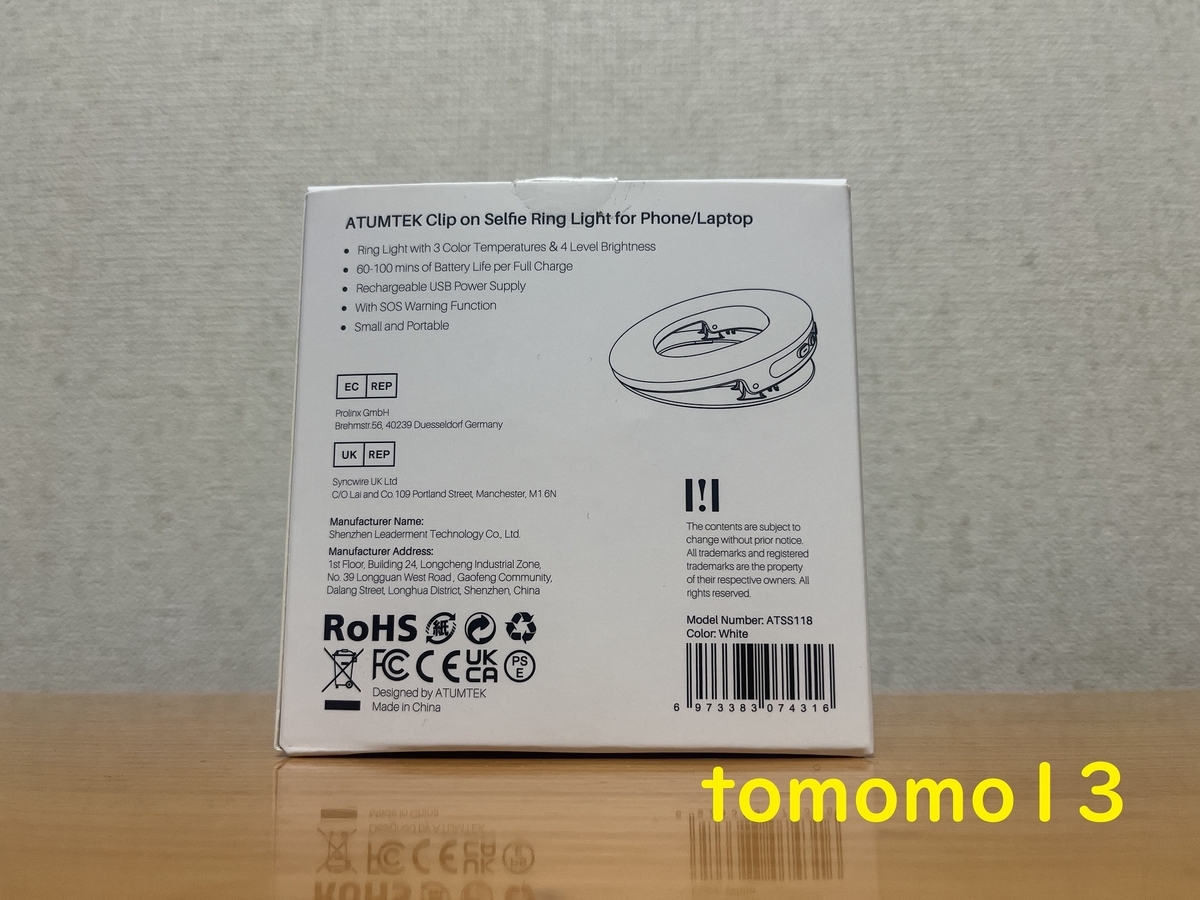 ATUMTEK Clip on Selfie Ring Light for Phone/Laptop
• Ring Light with 3 Color Temperatures & 4 Level Brightness
• 60-100 mins of Battery Life per Full Charge
• Rechargeable USB Power Supply
• With SOS Warning Function
• Small and Portable
EC REP
Prolinx GmbH
Brehmstr.56, 40239 Duesseldorf Germany
UK REP
Syncwire UK Ltd
C/O Lai and Co.109 Portland Street, Manchester, M1 6N
Manufacturer Name:
Shenzhen Leaderment Technology Co., Ltd.
Manufacturer Address:
1st Floor, Building 24, Longcheng Industrial Zone,
No. 39 Longguan West Road , Gaofeng Community,
Dalang Street, Longhua District, Shenzhen, China
RoHS 紙
FC CE UK CA PS E
Designed by ATUMTEK
Made in China
The contents are subject to
change without prior notice.
All trademarks and registered
trademarks are the property
of their respective owners. All
rights reserved.
Model Number: ATSS118
Color: White
6 973383 074316
tomomo13